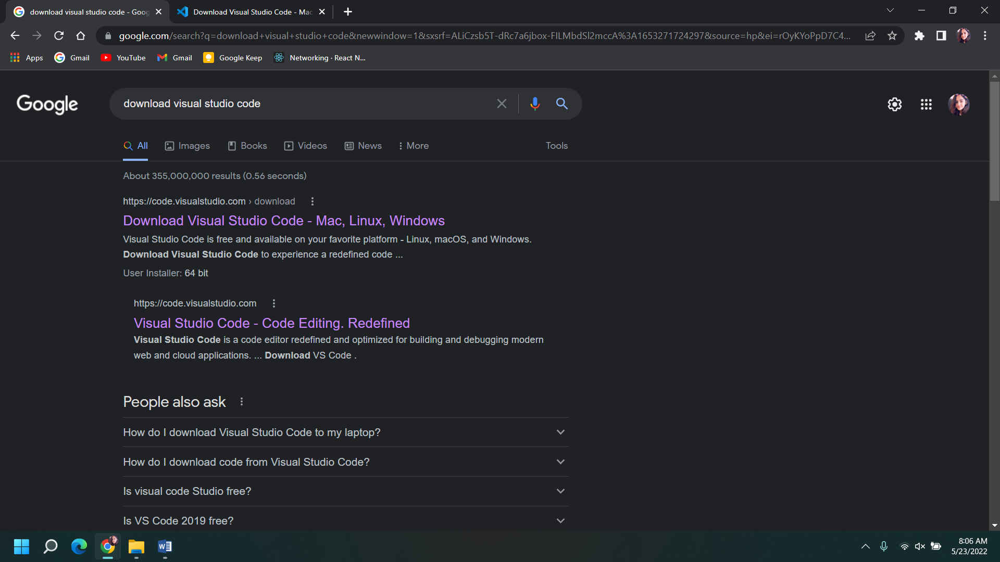 download visual studio code - Goog
Download Visual Studio Code - Mac
google.com/search?q=download+visual+studio+code&newwindow=1&sxsrf=ALiCzsb5T-dRc7a6jbox-FILMbdSl2mccA%3A1653271724297&source=hp&ei=rOyKYoPpD7C4...
Apps
Gmail
YouTube
Gmail
Google Keep
Networking · React N...
Google
download visual studio code
All
Images
Books
Videos
News
More
Tools
About 355,000,000 results (0.56 seconds)
https://code.visualstudio.com › download
Download Visual Studio Code - Mac, Linux, Windows
Visual Studio Code is free and available on your favorite platform - Linux, macOS, and Windows.
Download Visual Studio Code to experience a redefined code ...
User Installer: 64 bit
https://code.visualstudio.com
Visual Studio Code - Code Editing. Redefined
Visual Studio Code is a code editor redefined and optimized for building and debugging modern
web and cloud applications. ... Download VS Code .
People also ask
How do I download Visual Studio Code to my laptop?
How do I download code from Visual Studio Code?
Is visual code Studio free?
Is VS Code 2019 free?
8:06 AM
5/23/2022